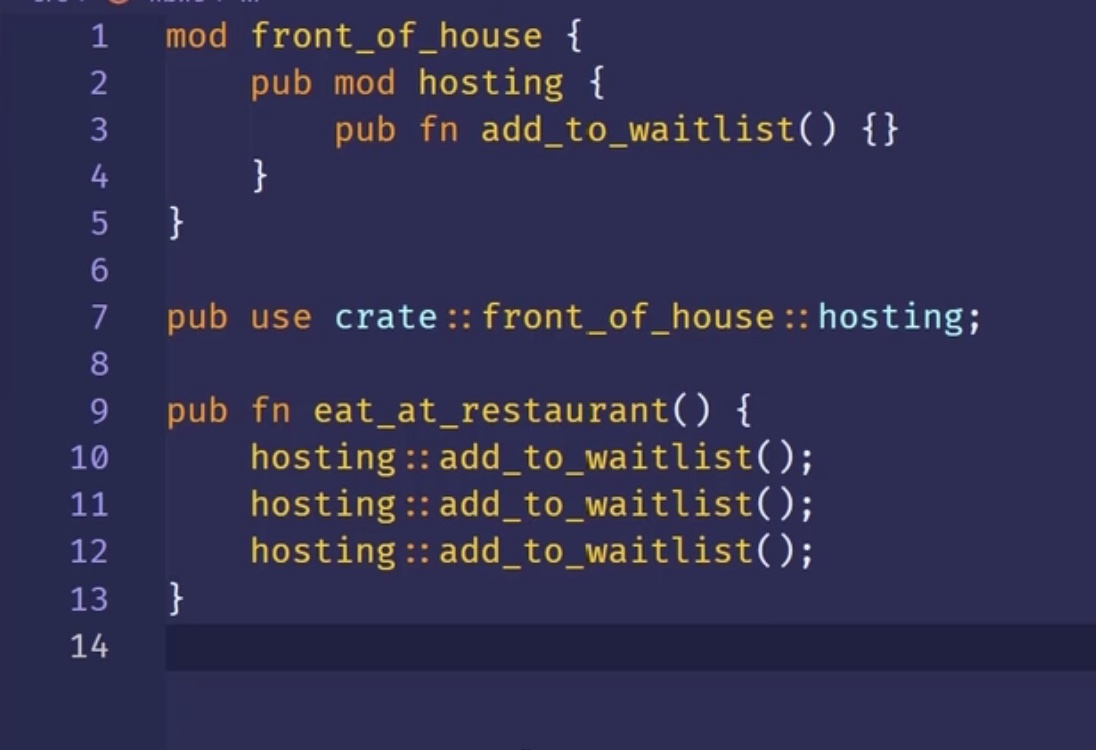 1 mod front_of_house {
2     pub mod hosting {
3         pub fn add_to_waitlist() {}
4     }
5 }
6
7 pub use crate::front_of_house::hosting;
8
9 pub fn eat_at_restaurant() {
10     hosting::add_to_waitlist();
11     hosting::add_to_waitlist();
12     hosting::add_to_waitlist();
13 }
14